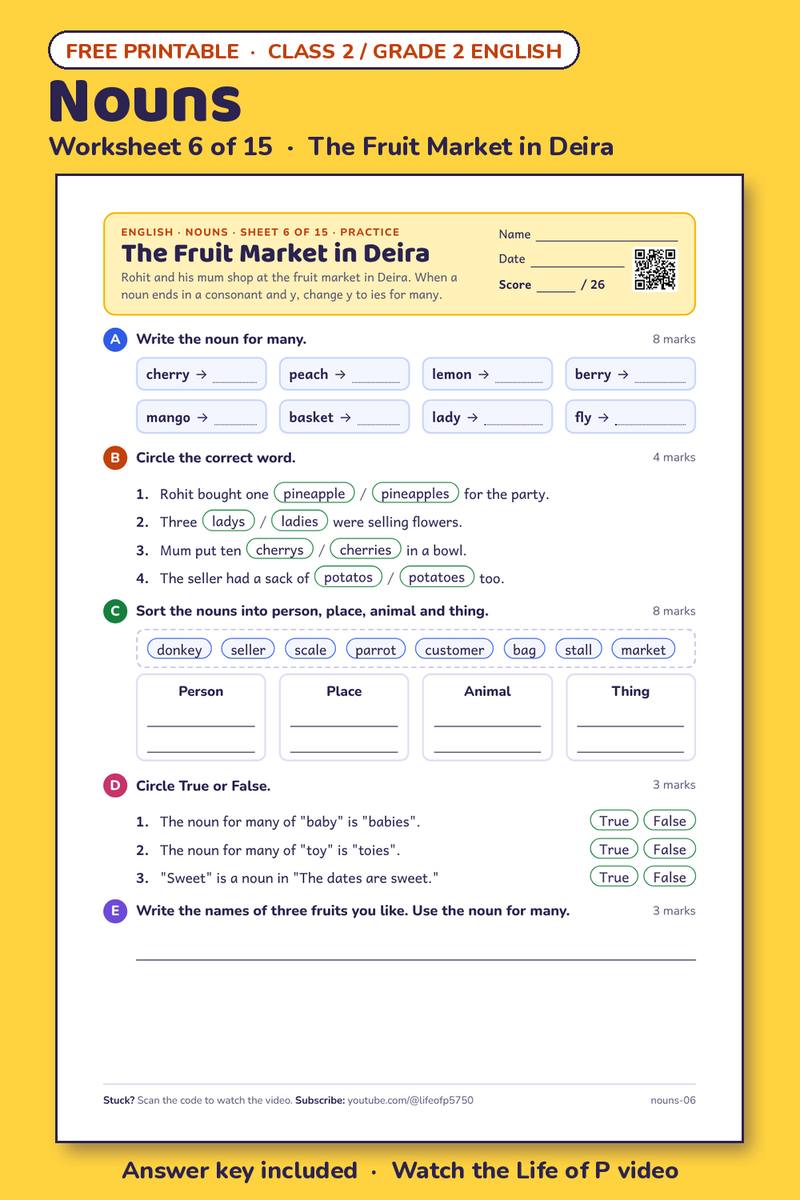 FREE PRINTABLE · CLASS 2 / GRADE 2 ENGLISH
Nouns
Worksheet 6 of 15 · The Fruit Market in Deira
ENGLISH · NOUNS · SHEET 6 OF 15 · PRACTICE
The Fruit Market in Deira
Rohit and his mum shop at the fruit market in Deira. When a
noun ends in a consonant and y, change y to ies for many.
Name
Date
Score / 26
A Write the noun for many. 8 marks
cherry → peach → lemon → berry →
mango → basket → lady → fly →
B Circle the correct word. 4 marks
1. Rohit bought one pineapple / pineapples for the party.
2. Three ladys / ladies were selling flowers.
3. Mum put ten cherrys / cherries in a bowl.
4. The seller had a sack of potatos / potatoes too.
C Sort the nouns into person, place, animal and thing. 8 marks
donkey seller scale parrot customer bag stall market
Person Place Animal Thing
D Circle True or False. 3 marks
1. The noun for many of "baby" is "babies". True False
2. The noun for many of "toy" is "toies". True False
3. "Sweet" is a noun in "The dates are sweet." True False
E Write the names of three fruits you like. Use the noun for many. 3 marks
Stuck? Scan the code to watch the video. Subscribe: youtube.com/@lifeofp5750 nouns-06
Answer key included · Watch the Life of P video